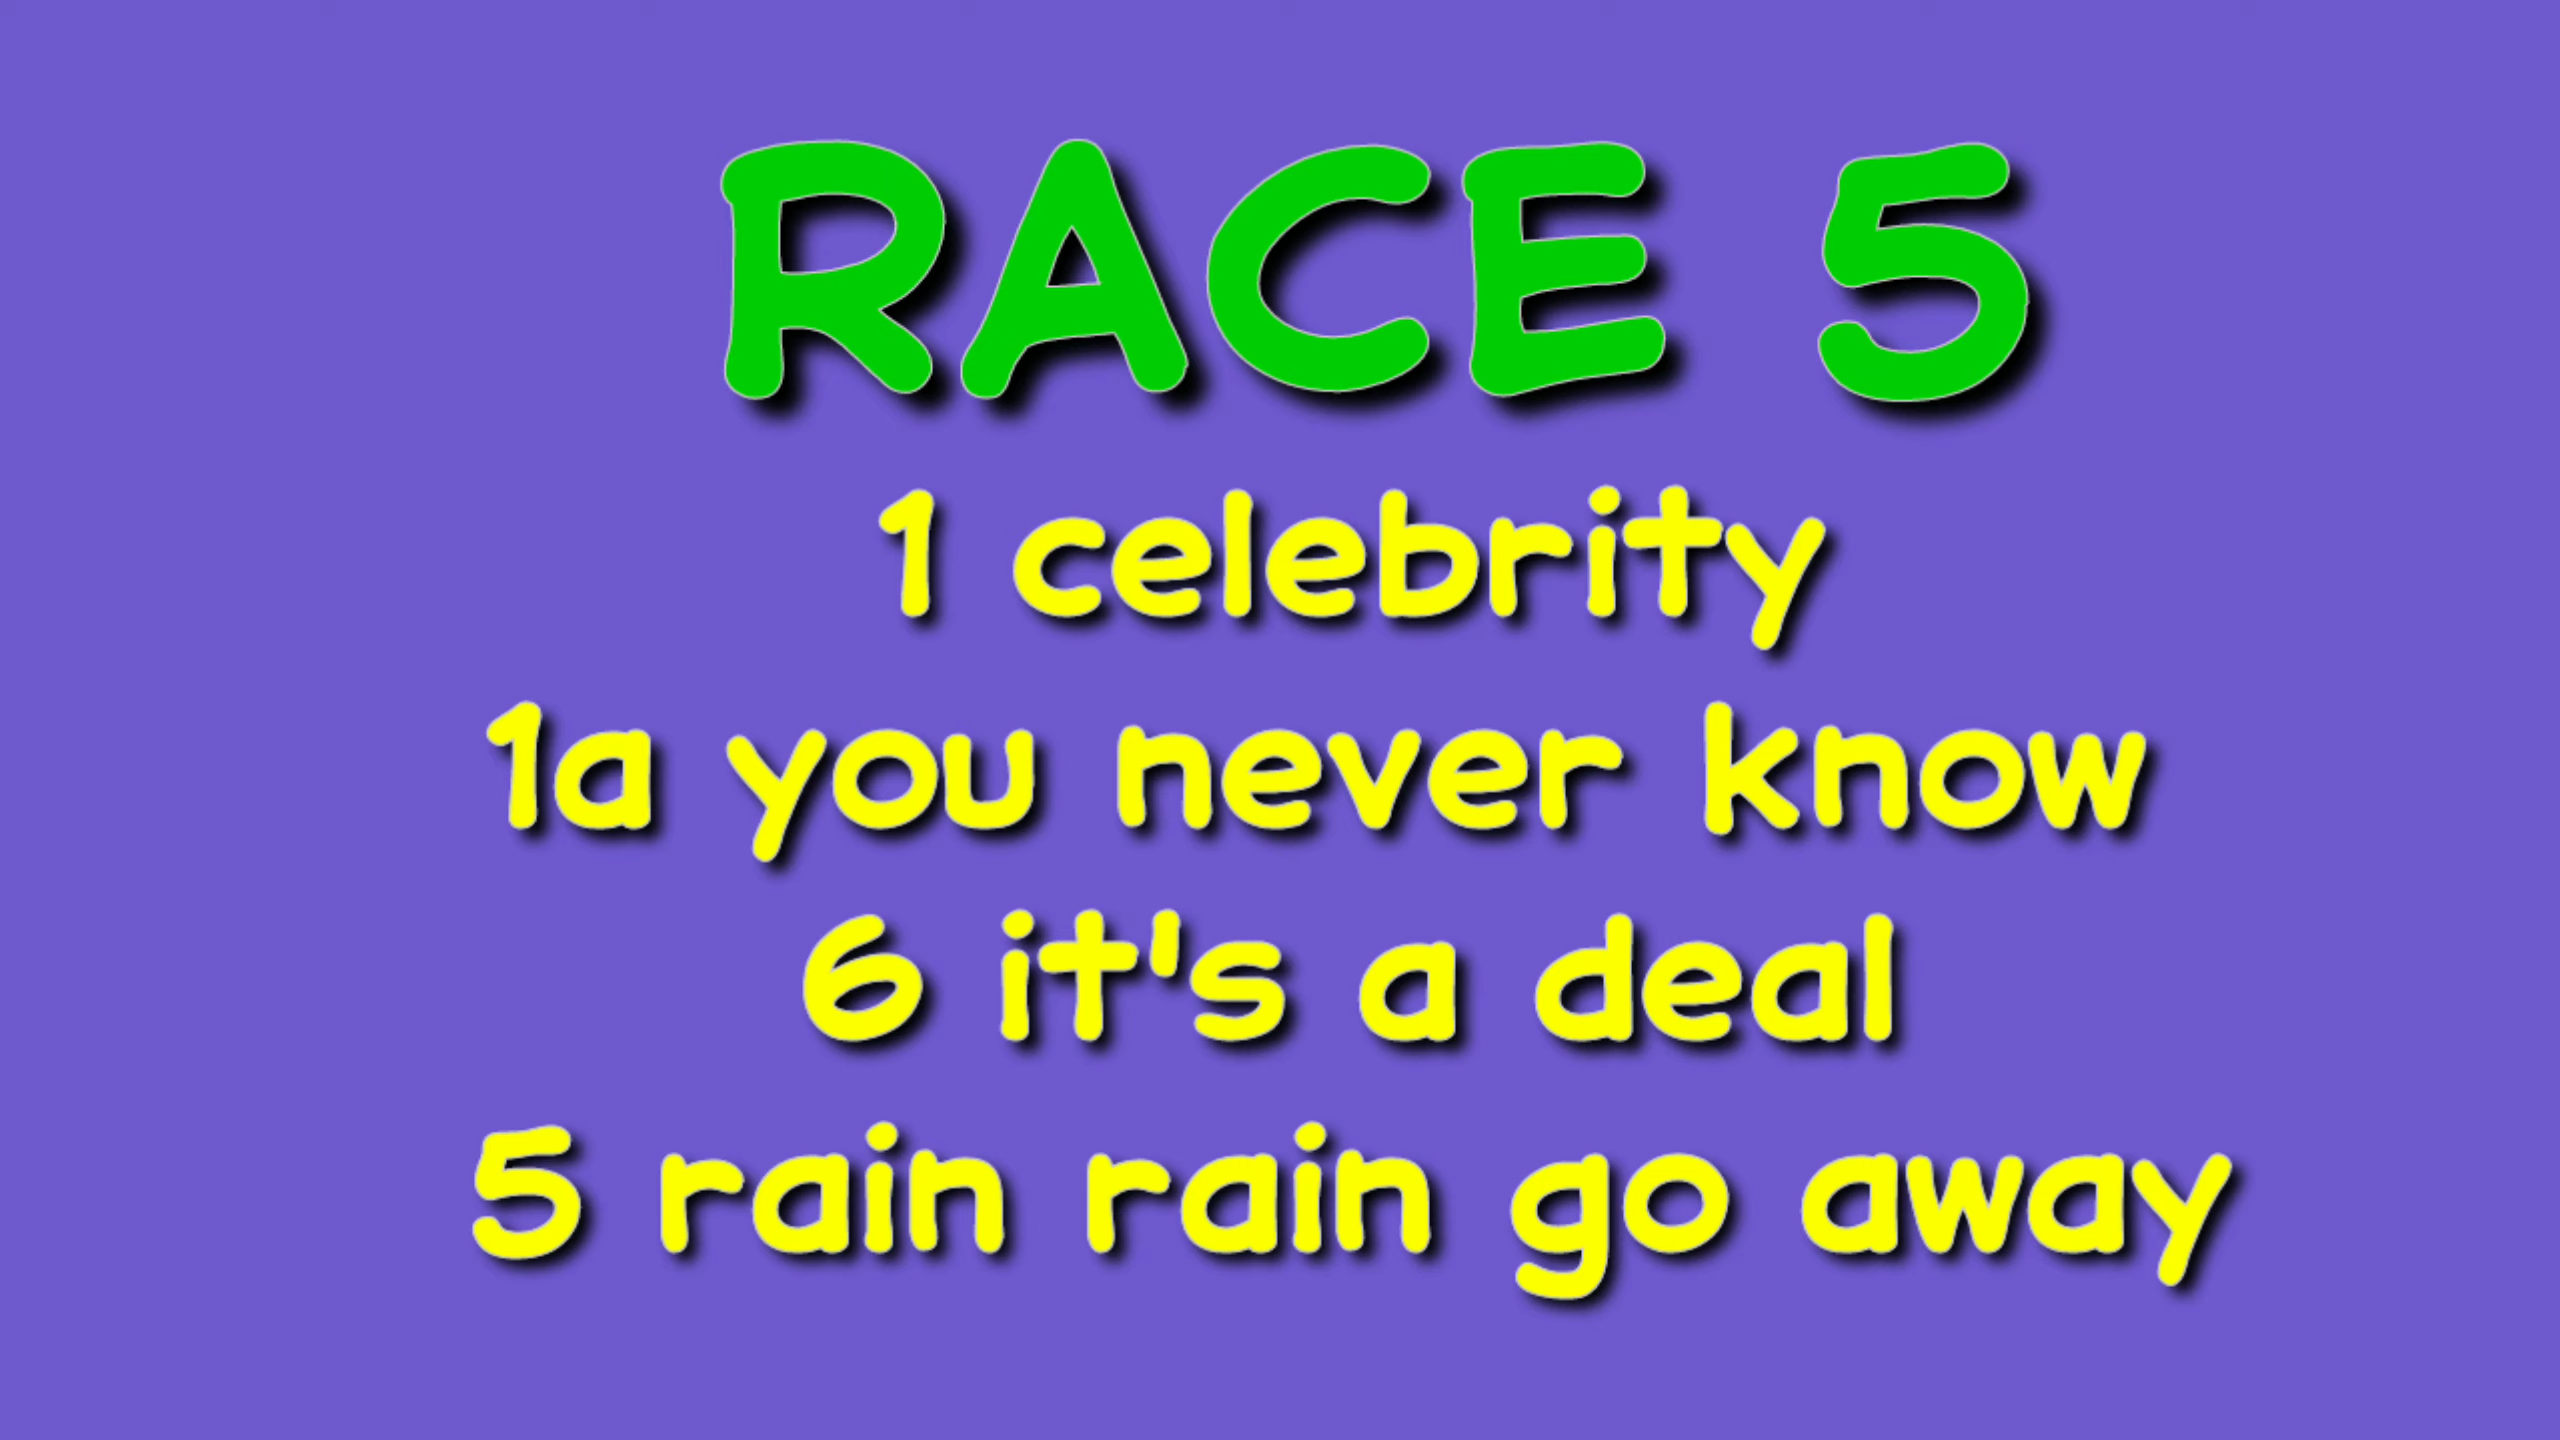 RACE 5
1 celebrity
1a you never know
6 it's a deal
5 rain rain go away